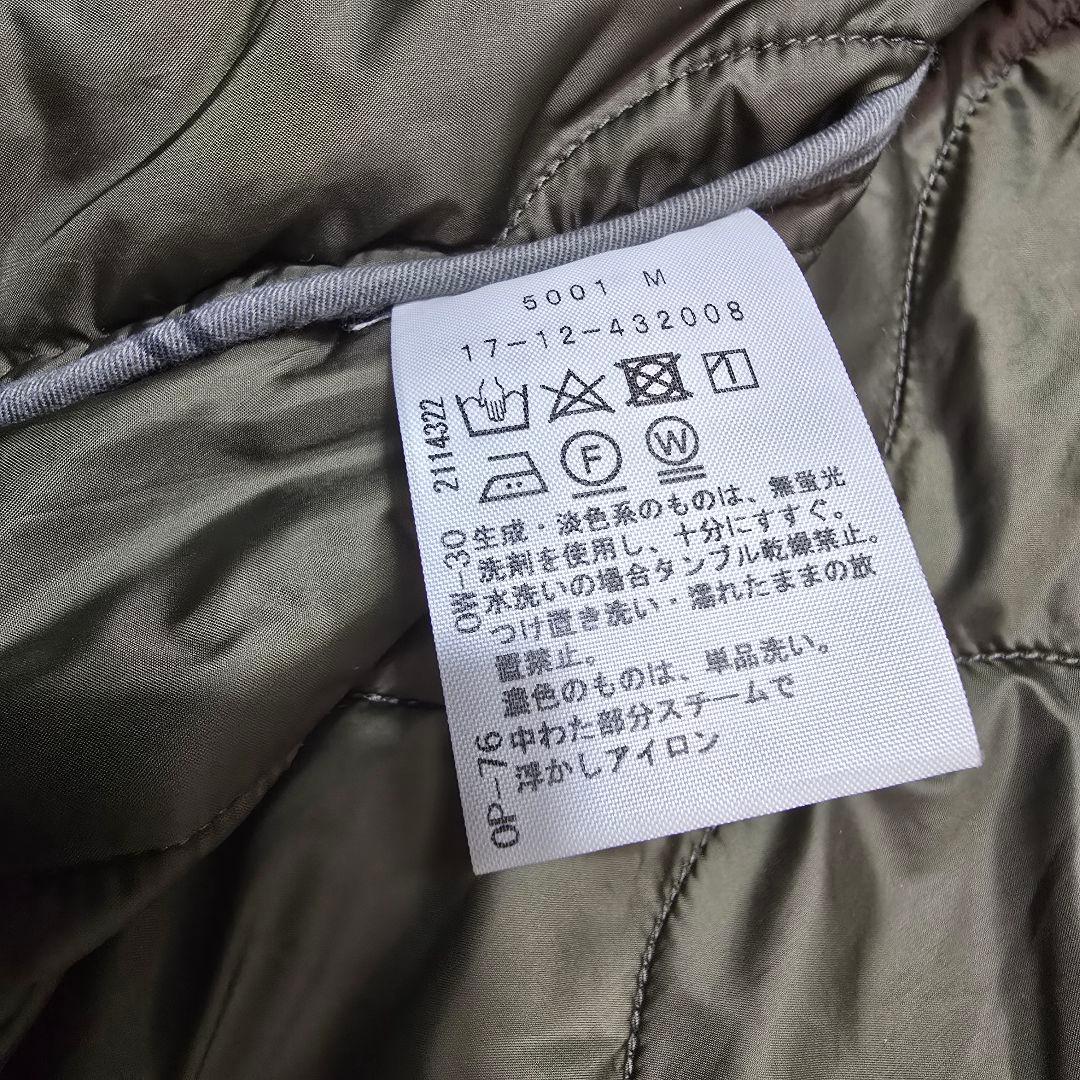 5001 M
17-12-432008
2114322
F
W
OW-30
生成・淡色系のものは、無蛍光
洗剤を使用し、十分にすすぐ。
水洗いの場合タンブル乾燥禁止。
つけ置き洗い・濡れたままの放
置禁止。
濃色のものは、単品洗い。
OP-76
中わた部分スチームで
浮かしアイロン